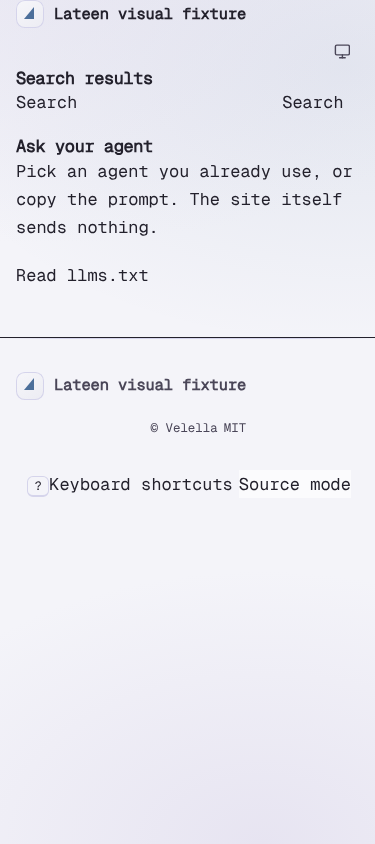 Lateen visual fixture
Search results
Search Search
Ask your agent
Pick an agent you already use, or
copy the prompt. The site itself
sends nothing.
Read llms.txt
Lateen visual fixture
© Velella MIT
? Keyboard shortcuts Source mode